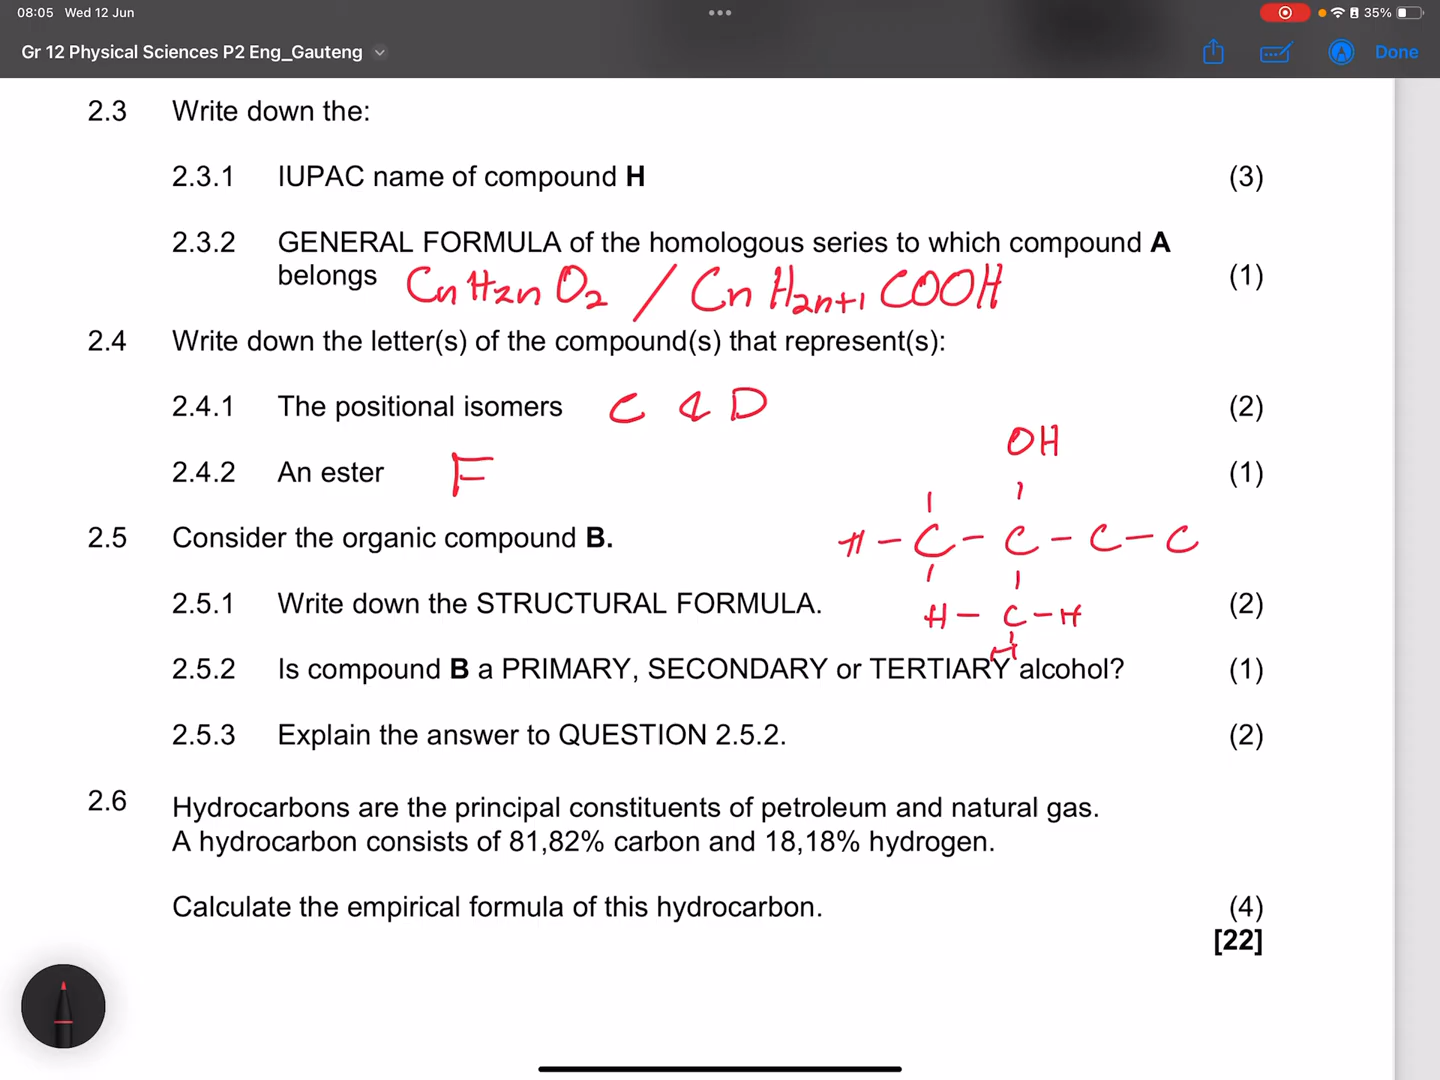 08:05 Wed 12 Jun
35%
Gr 12 Physical Sciences P2 Eng_Gauteng
Done
2.3 Write down the:
2.3.1 IUPAC name of compound H (3)
2.3.2 GENERAL FORMULA of the homologous series to which compound A
belongs CnH2nO2 / CnH2n+1COOH (1)
2.4 Write down the letter(s) of the compound(s) that represent(s):
2.4.1 The positional isomers C & D (2)
OH
2.4.2 An ester F (1)
2.5 Consider the organic compound B.
H - C - C - C - C
2.5.1 Write down the STRUCTURAL FORMULA. (2)
H - C - H
H
2.5.2 Is compound B a PRIMARY, SECONDARY or TERTIARY alcohol? (1)
2.5.3 Explain the answer to QUESTION 2.5.2. (2)
2.6 Hydrocarbons are the principal constituents of petroleum and natural gas.
A hydrocarbon consists of 81,82% carbon and 18,18% hydrogen.
Calculate the empirical formula of this hydrocarbon. (4)
[22]